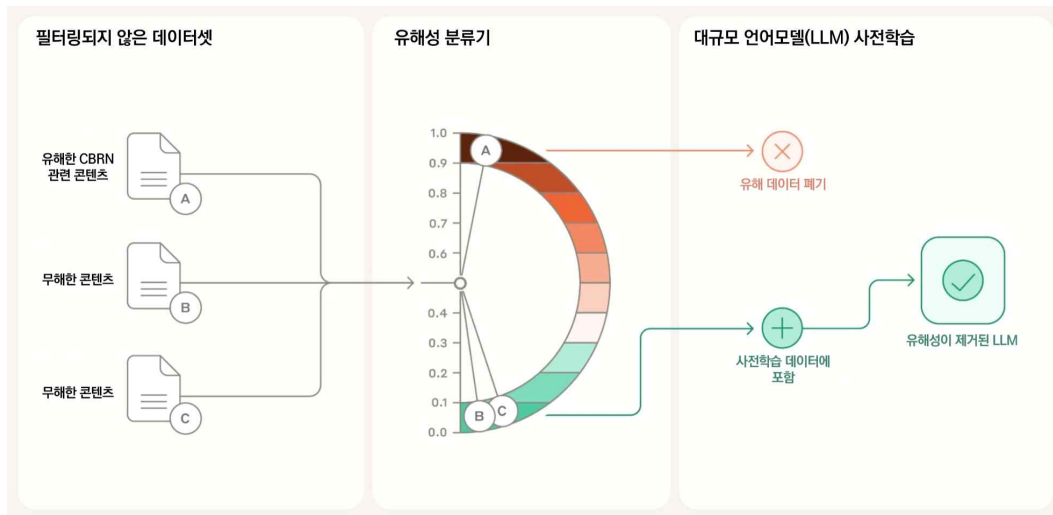 필터링되지 않은 데이터셋
유해한 CBRN
관련 콘텐츠
A
무해한 콘텐츠
B
무해한 콘텐츠
C
유해성 분류기
1.0
0.9
0.8
0.7
0.6
0.4
0.3
0.2
0.1
0.0
A
B
C
대규모 언어모델(LLM) 사전학습
유해 데이터 폐기
사전학습 데이터에
포함
유해성이 제거된 LLM